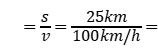 = s/v = 25km/100km/h =